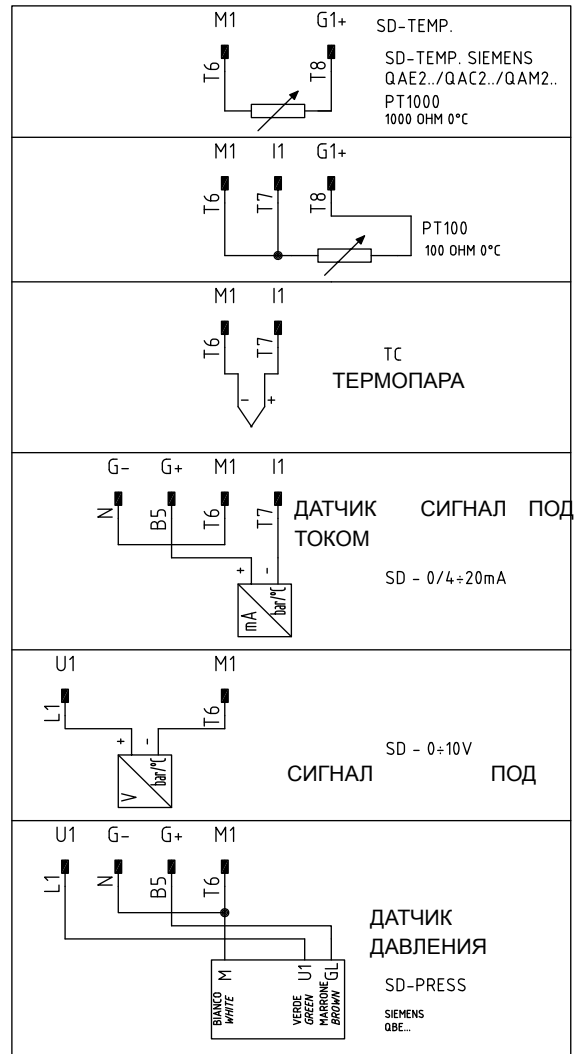 M1 G1+ SD-TEMP.
T6 T8
SD-TEMP. SIEMENS
QAE2../QAC2../QAM2..
PT1000
1000 OHM 0°C
M1 I1 G1+
T6 T7 T8
PT100
100 OHM 0°C
M1 I1
T6 T7
TC
ТЕРМОПАРА
- +
G- G+ M1 I1
N B5 T6 T7
ДАТЧИК СИГНАЛ ПОД
ТОКОМ
+ -
mA bar/°C
SD - 0/4÷20mA
U1 M1
L1 T6
+ -
V bar/°C
SD - 0÷10V
СИГНАЛ ПОД
U1 G- G+ M1
L1 N B5 T6
ДАТЧИК
ДАВЛЕНИЯ
M U1 GL
BIANCO VERDE MARRONE
WHITE GREEN BROWN
SD-PRESS
SIEMENS
QBE...